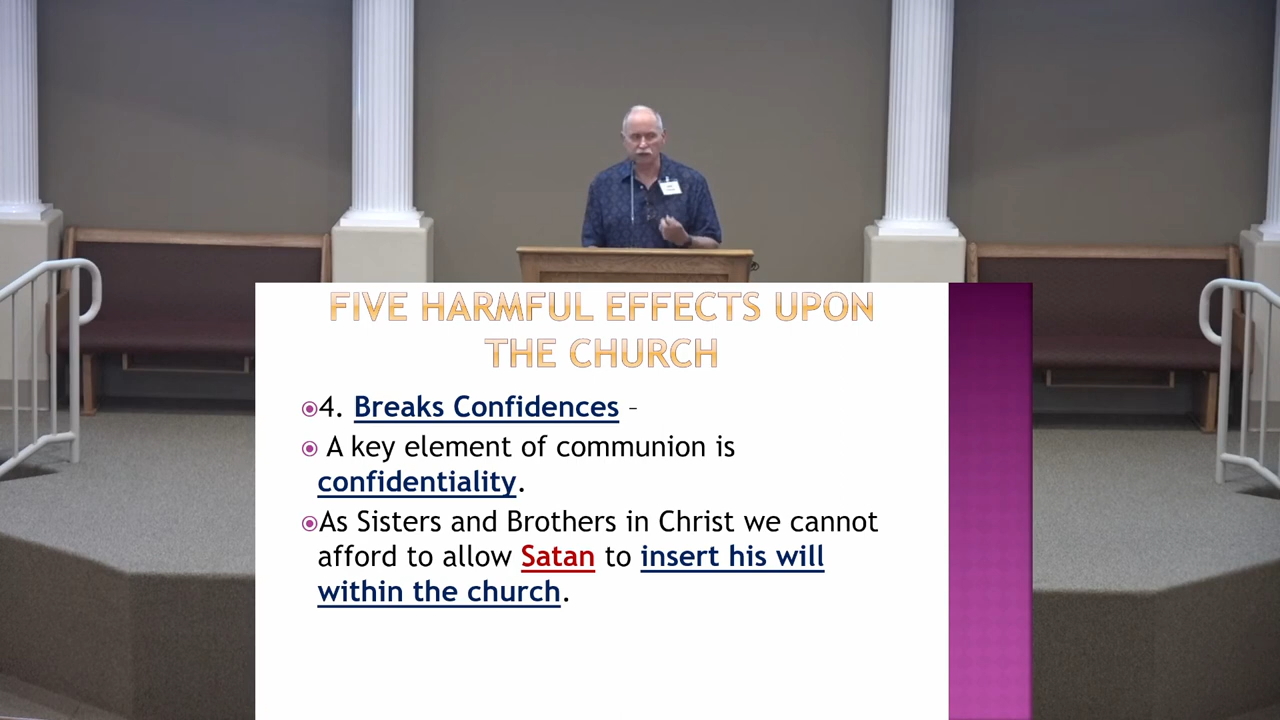 FIVE HARMFUL EFFECTS UPON
THE CHURCH
4. Breaks Confidences –
A key element of communion is
confidentiality.
As Sisters and Brothers in Christ we cannot
afford to allow Satan to insert his will
within the church.